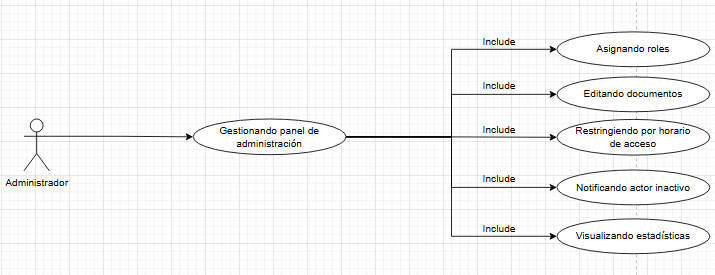 Include
Asignando roles
Include
Editando documentos
Gestionando panel de
administración
Include
Restringiendo por horario
de acceso
Administrador
Include
Notificando actor inactivo
Include
Visualizando estadísticas